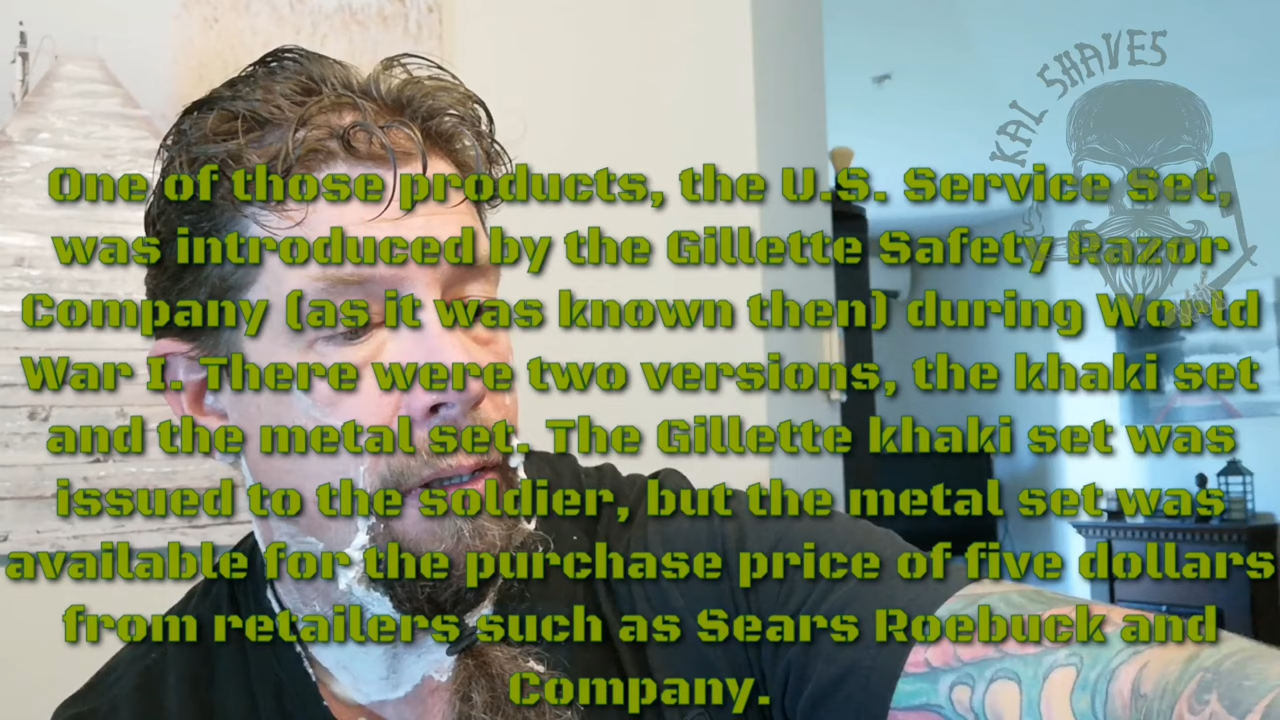 KAL SHAVES
One of those products, the U.S. Service Set,
was introduced by the Gillette Safety Razor
Company (as it was known then) during World
War I. There were two versions, the khaki set
and the metal set. The Gillette khaki set was
issued to the soldier, but the metal set was
available for the purchase price of five dollars
from retailers such as Sears Roebuck and
Company.